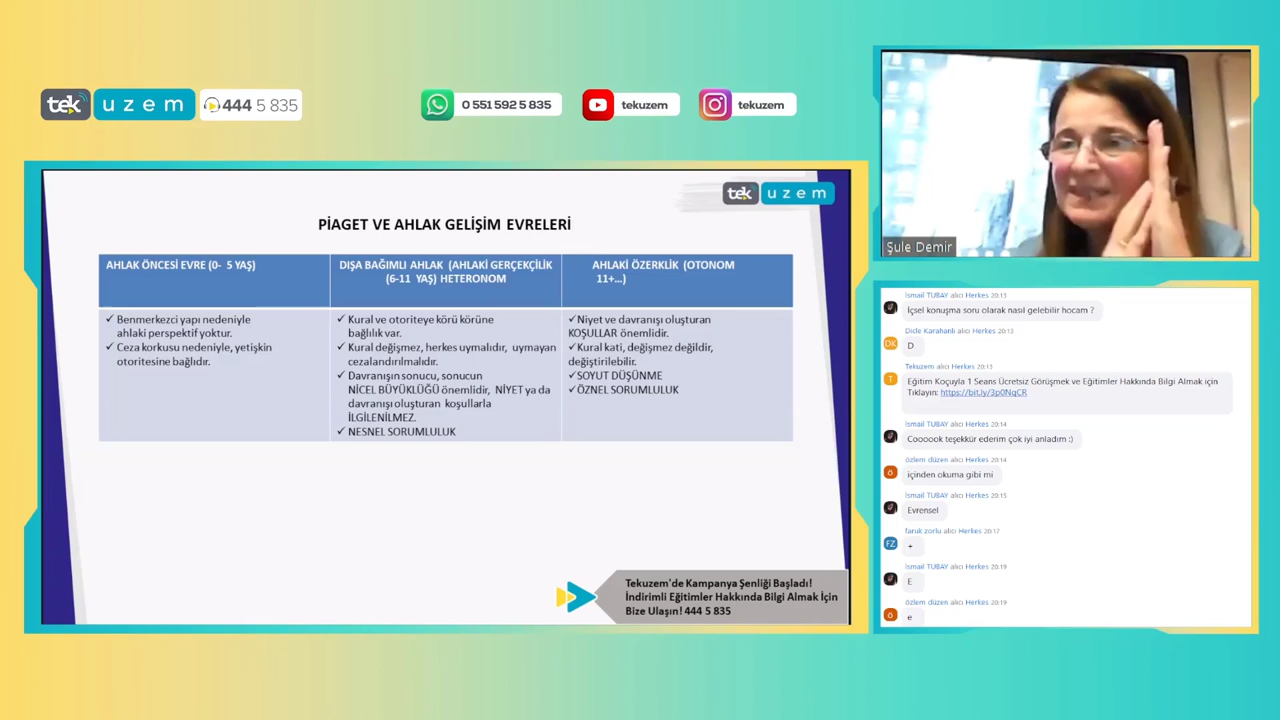 tek uzem 444 5 835
0 551 592 5 835
tekuzem
tekuzem
tek uzem
PİAGET VE AHLAK GELİŞİM EVRELERİ
AHLAK ÖNCESİ EVRE (0- 5 YAŞ)
Benmerkezci yapı nedeniyle
ahlaki perspektif yoktur.
Ceza korkusu nedeniyle, yetişkin
otoritesine bağlıdır.
DIŞA BAĞIMLI AHLAK (AHLAKİ GERÇEKÇİLİK
(6-11 YAŞ) HETERONOM
Kural ve otoriteye körü körüne
bağlılık var.
Kural değişmez, herkes uymalıdır, uymayan
cezalandırılmalıdır.
Davranışın sonucu, sonucun
NİCEL BÜYÜKLÜĞÜ önemlidir, NİYET ya da
davranışı oluşturan koşullarla
İLGİLENİLMEZ.
NESNEL SORUMLULUK
AHLAKİ ÖZERKLİK (OTONOM
11+...)
Niyet ve davranışı oluşturan
KOŞULLAR önemlidir.
Kural kati, değişmez değildir,
değiştirilebilir.
SOYUT DÜŞÜNME
ÖZNEL SORUMLULUK
Tekuzem'de Kampanya Şenliği Başladı!
İndirimli Eğitimler Hakkında Bilgi Almak İçin
Bize Ulaşın! 444 5 835
Şule Demir
İsmail TUBAY alıcı Herkes 20:13
İçsel konuşma soru olarak nasıl gelebilir hocam ?
Dicle Karahanlı alıcı Herkes 20:13
DK
D
Tekuzem alıcı Herkes 20:13
T
Eğitim Koçuyla 1 Seans Ücretsiz Görüşmek ve Eğitimler Hakkında Bilgi Almak için
Tıklayın: https://bit.ly/3p0NqCR
İsmail TUBAY alıcı Herkes 20:14
Coooook teşekkür ederim çok iyi anladım :)
özlem düzen alıcı Herkes 20:14
ö
içinden okuma gibi mi
İsmail TUBAY alıcı Herkes 20:15
Evrensel
faruk zorlu alıcı Herkes 20:17
FZ
+
İsmail TUBAY alıcı Herkes 20:19
E
özlem düzen alıcı Herkes 20:19
ö
e